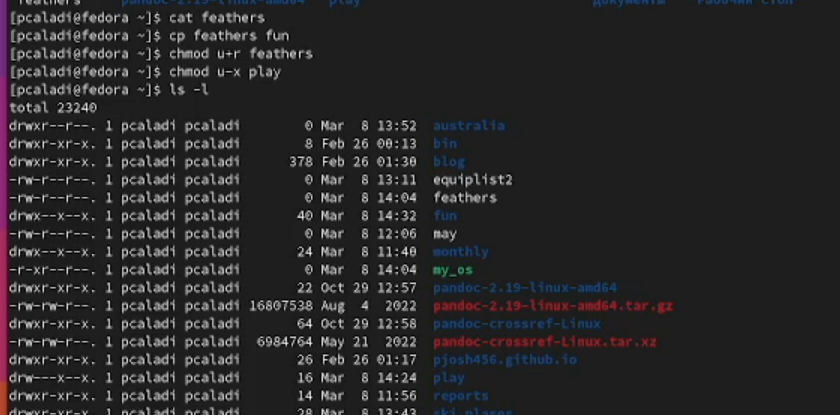 feathers pandoc-2.19-linux-amd64 play Документы Рабочий стол
[pcaladi@fedora ~]$ cat feathers
[pcaladi@fedora ~]$ cp feathers fun
[pcaladi@fedora ~]$ chmod u+r feathers
[pcaladi@fedora ~]$ chmod u-x play
[pcaladi@fedora ~]$ ls -l
total 23240
drwxr--r--. 1 pcaladi pcaladi 0 Mar 8 13:52 australia
drwxr-xr-x. 1 pcaladi pcaladi 8 Feb 26 00:13 bin
drwxr-xr-x. 1 pcaladi pcaladi 378 Feb 26 01:30 blog
-rw-r--r--. 1 pcaladi pcaladi 0 Mar 8 13:11 equiplist2
-rw-r--r--. 1 pcaladi pcaladi 0 Mar 8 14:04 feathers
drwx--x--x. 1 pcaladi pcaladi 40 Mar 8 14:32 fun
-rw-r--r--. 1 pcaladi pcaladi 0 Mar 8 12:06 may
drwx--x--x. 1 pcaladi pcaladi 24 Mar 8 11:40 monthly
-r-xr--r--. 1 pcaladi pcaladi 0 Mar 8 14:04 my_os
drwxr-xr-x. 1 pcaladi pcaladi 22 Oct 29 12:57 pandoc-2.19-linux-amd64
-rw-rw-r--. 1 pcaladi pcaladi 16807538 Aug 4 2022 pandoc-2.19-linux-amd64.tar.gz
drwxr-xr-x. 1 pcaladi pcaladi 64 Oct 29 12:58 pandoc-crossref-Linux
-rw-rw-r--. 1 pcaladi pcaladi 6984764 May 21 2022 pandoc-crossref-Linux.tar.xz
drwxr-xr-x. 1 pcaladi pcaladi 26 Feb 26 01:17 pjosh456.github.io
drw---x--x. 1 pcaladi pcaladi 16 Mar 8 14:24 play
drwxr-xr-x. 1 pcaladi pcaladi 14 Mar 8 11:56 reports
drwxr-xr-x. 1 pcaladi pcaladi 28 Mar 8 13:43 ski.plases